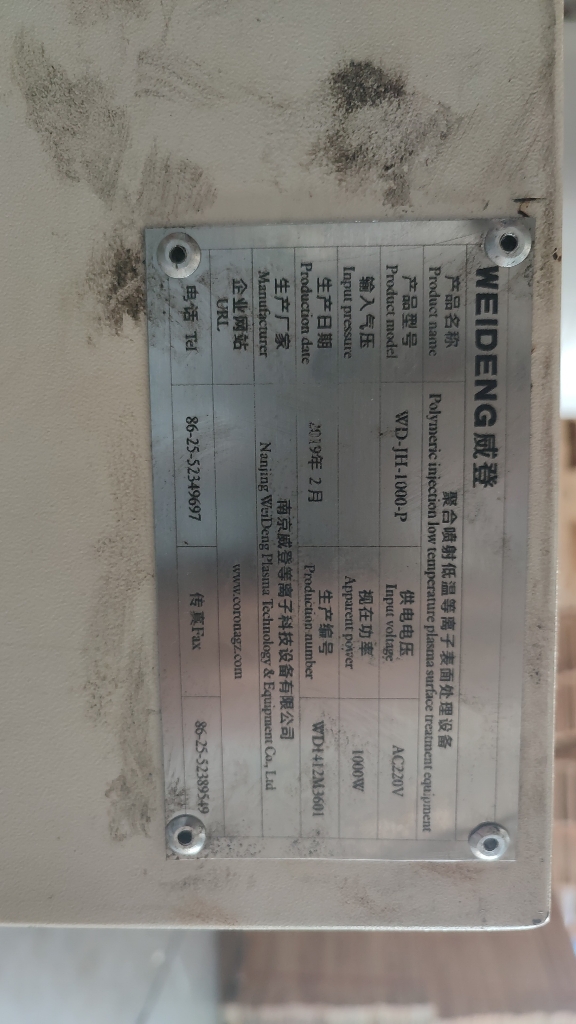 WEIDENG威登
产品名称 聚合喷射低温等离子表面处理设备
Product name Polymeric injection low temperature plasma surface treatment equipment
产品型号 WD-JH-1000-P 供电电压 AC220V
Product model Input voltage
输入气压 视在功率 1000W
Input pressure Apparent power
生产日期 2019年 2月 生产编号 WD1412M3601
Production date Production number
生产厂家 南京威登等离子科技设备有限公司
Manufacturer Nanjing WeiDeng Plasma Technology & Equipment Co., Ltd
企业网站 www.coronagz.com
URL
电话 Tel 86-25-52349697 传真Fax 86-25-52389549